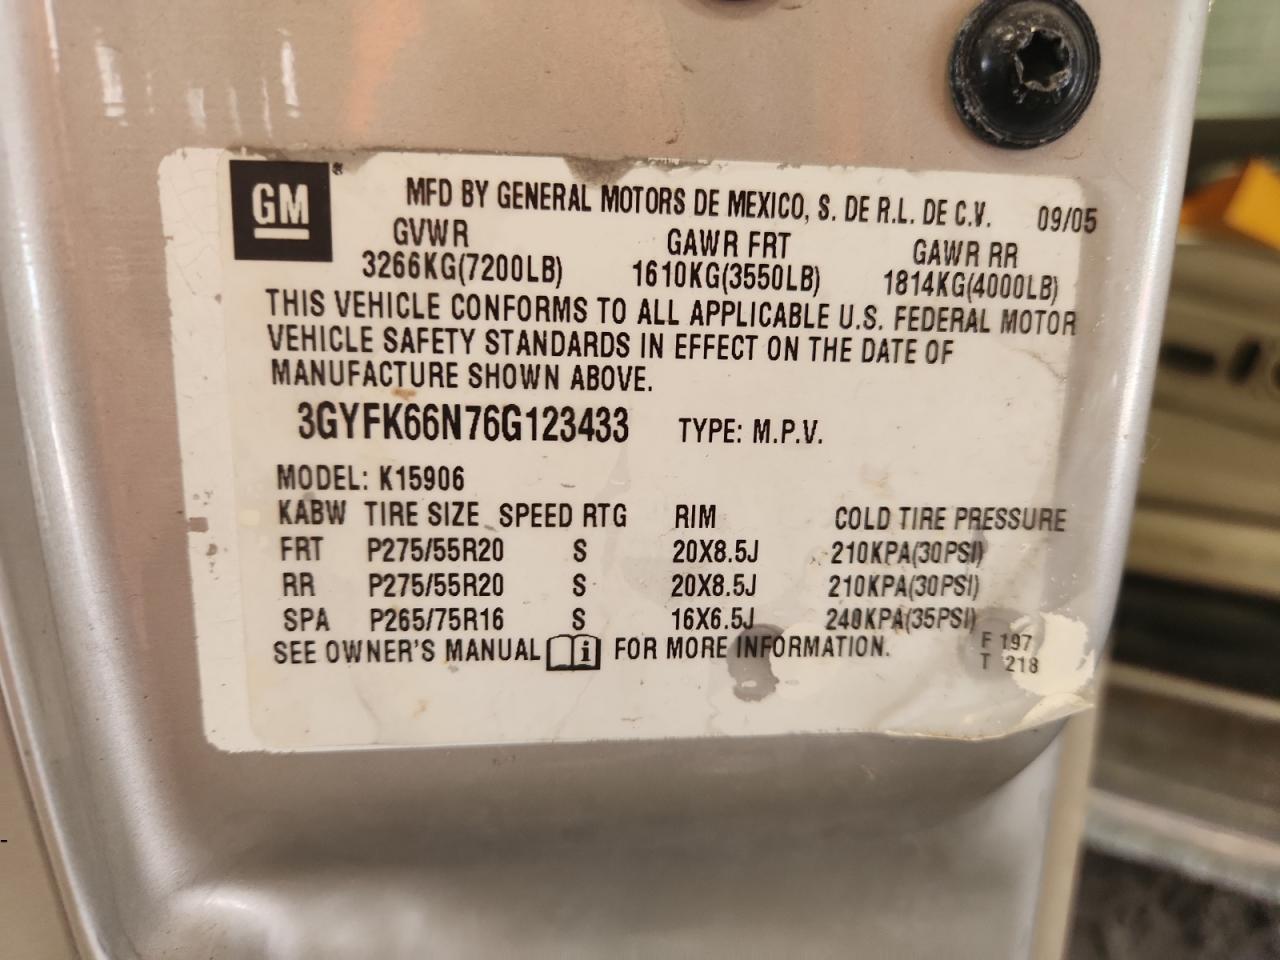 GM®
MFD BY GENERAL MOTORS DE MEXICO, S. DE R.L. DE C.V. 09/05
GVWR GAWR FRT GAWR RR
3266KG(7200LB) 1610KG(3550LB) 1814KG(4000LB)
THIS VEHICLE CONFORMS TO ALL APPLICABLE U.S. FEDERAL MOTOR
VEHICLE SAFETY STANDARDS IN EFFECT ON THE DATE OF
MANUFACTURE SHOWN ABOVE.
3GYFK66N76G123433 TYPE: M.P.V.
MODEL: K15906
KABW TIRE SIZE SPEED RTG RIM COLD TIRE PRESSURE
FRT P275/55R20 S 20X8.5J 210KPA(30PSI)
RR P275/55R20 S 20X8.5J 210KPA(30PSI)
SPA P265/75R16 S 16X6.5J 240KPA(35PSI)
SEE OWNER'S MANUAL i FOR MORE INFORMATION.
F 197
T 218